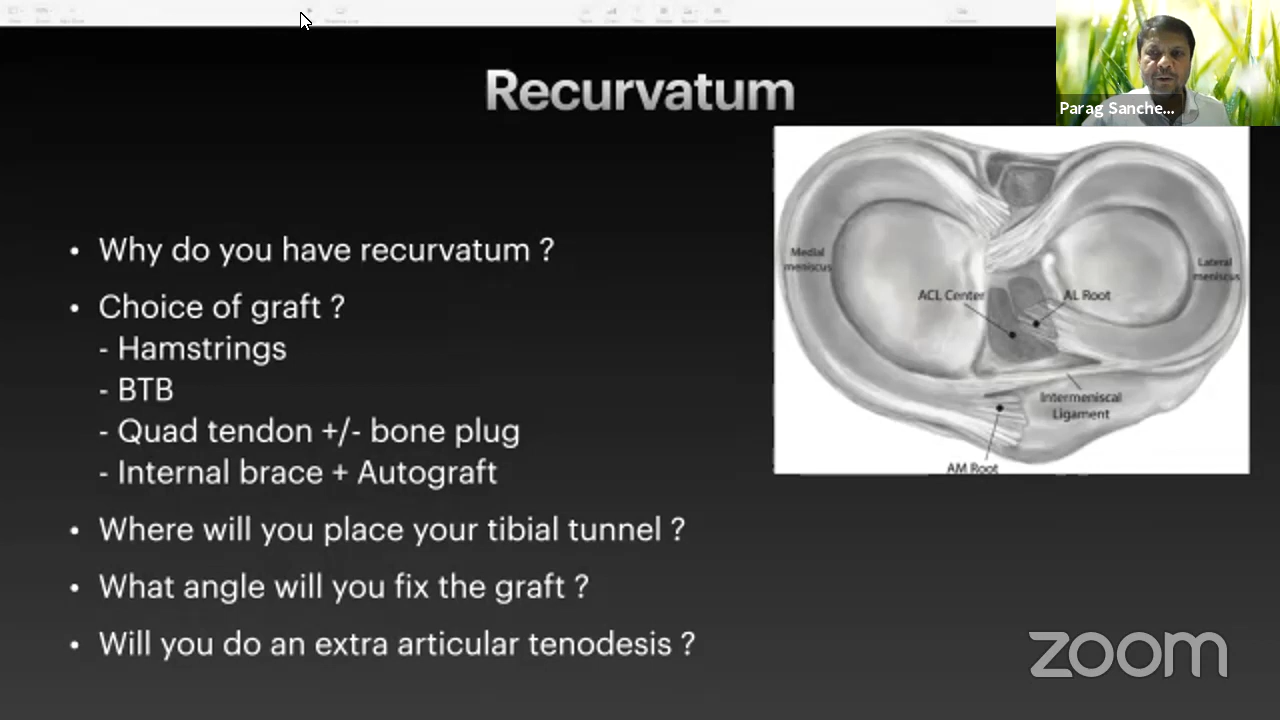 Recurvatum
Parag Sanche...
• Why do you have recurvatum ?
• Choice of graft ?
- Hamstrings
- BTB
- Quad tendon +/- bone plug
- Internal brace + Autograft
• Where will you place your tibial tunnel ?
• What angle will you fix the graft ?
• Will you do an extra articular tenodesis ?
Medial
meniscus
Lateral
meniscus
ACL Center
AL Root
Intermeniscal
Ligament
AM Root
zoom